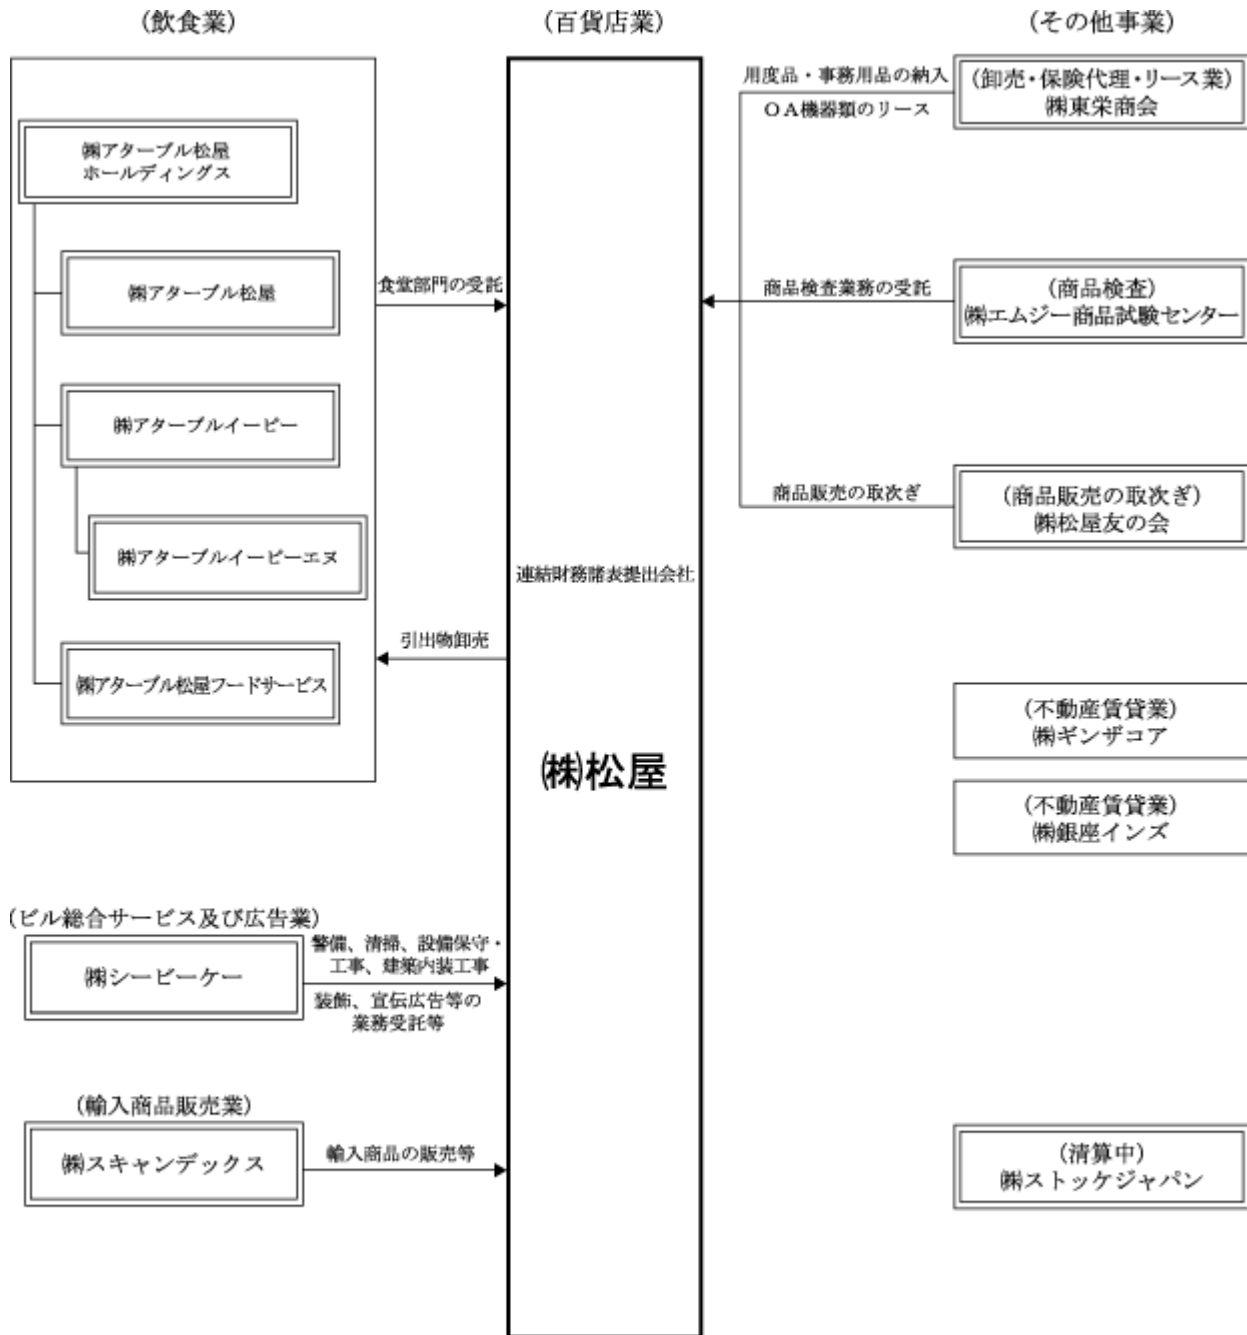 (飲食業)
㈱アターブル松屋
ホールディングス
㈱アターブル松屋
㈱アターブルイーピー
㈱アターブルイーピーエヌ
㈱アターブル松屋フードサービス
食堂部門の受託
引出物卸売
(ビル総合サービス及び広告業)
㈱シービーケー
警備、清掃、設備保守・
工事、建築内装工事
装飾、宣伝広告等の
業務受託等
(輸入商品販売業)
㈱スキャンデックス
輸入商品の販売等
(百貨店業)
連結財務諸表提出会社
㈱松屋
(その他事業)
用度品・事務用品の納入
ＯＡ機器類のリース
(卸売・保険代理・リース業)
㈱東栄商会
商品検査業務の受託
(商品検査)
㈱エムジー商品試験センター
商品販売の取次ぎ
(商品販売の取次ぎ)
㈱松屋友の会
(不動産賃貸業)
㈱ギンザコア
(不動産賃貸業)
㈱銀座インズ
(清算中)
㈱ストッケジャパン